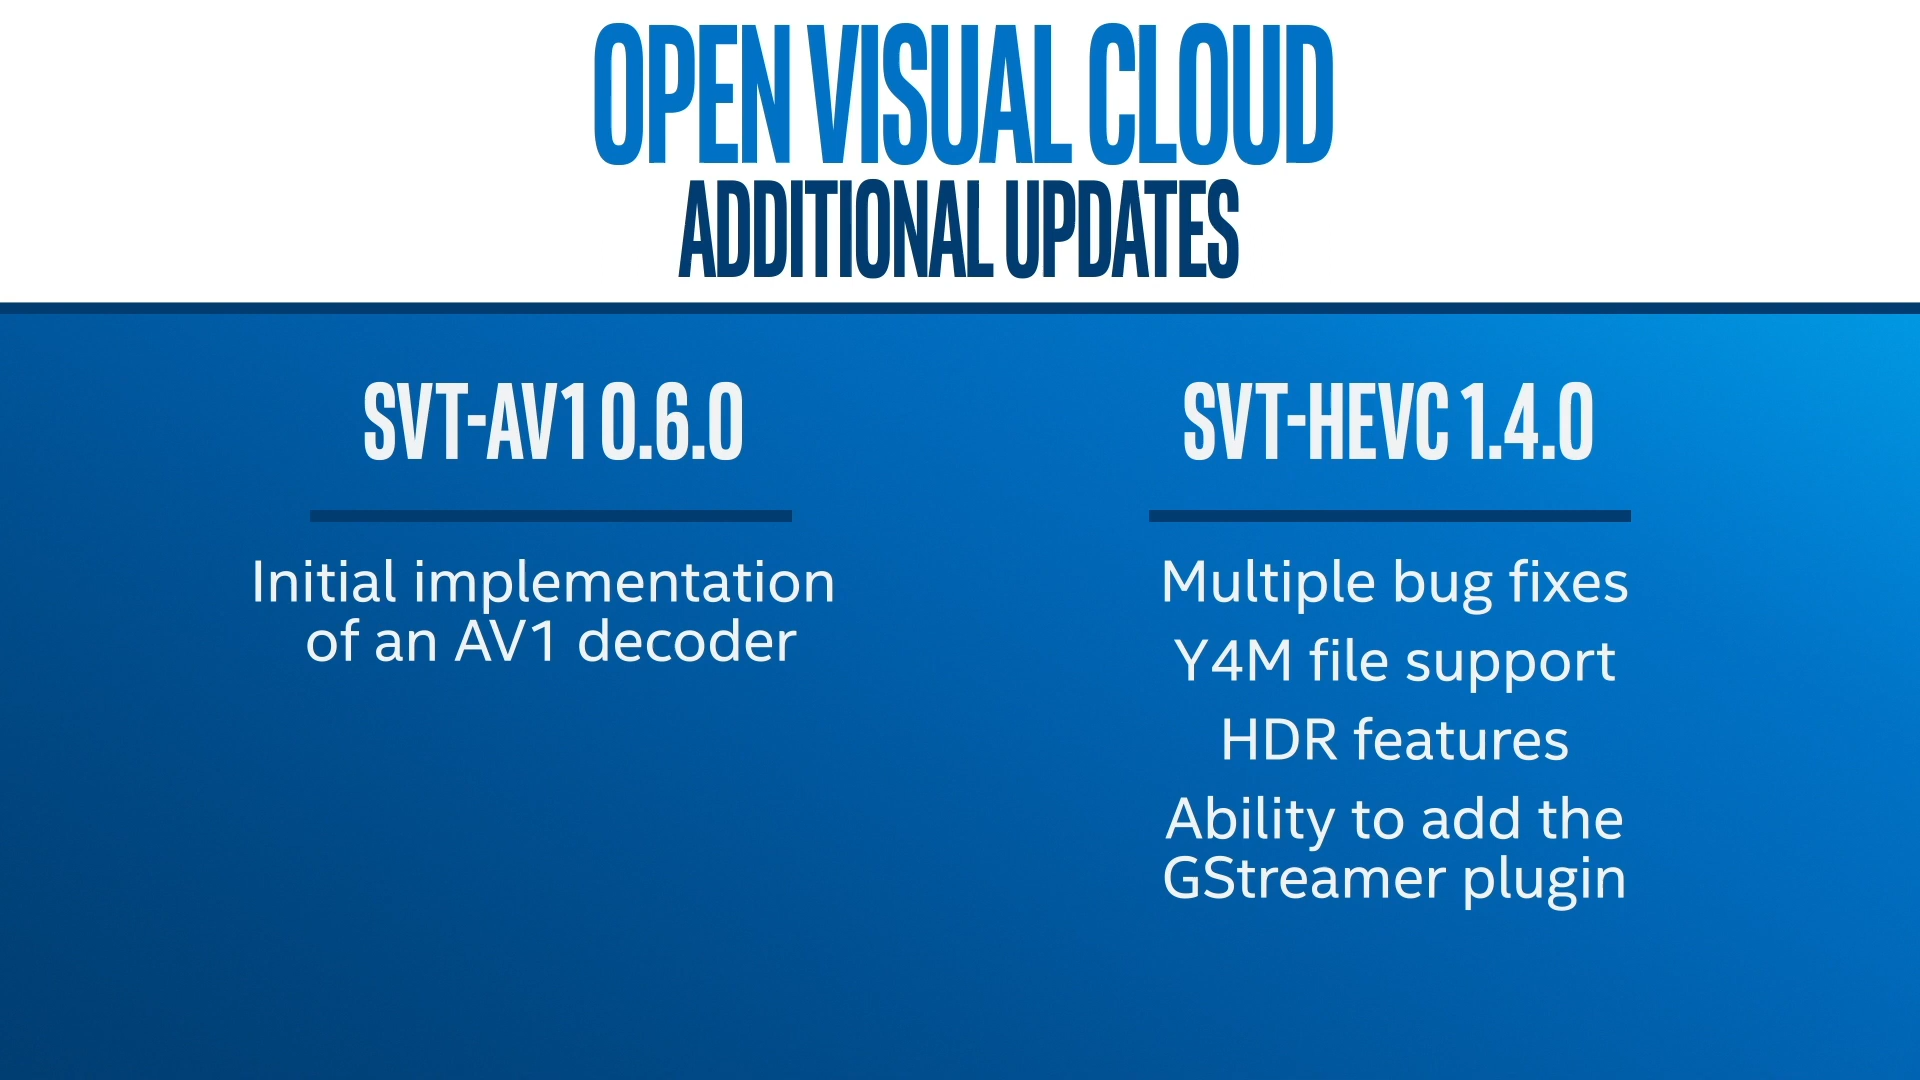 OPEN VISUAL CLOUD
ADDITIONAL UPDATES
SVT-AV1 0.6.0
Initial implementation
of an AV1 decoder
SVT-HEVC 1.4.0
Multiple bug fixes
Y4M file support
HDR features
Ability to add the
GStreamer plugin